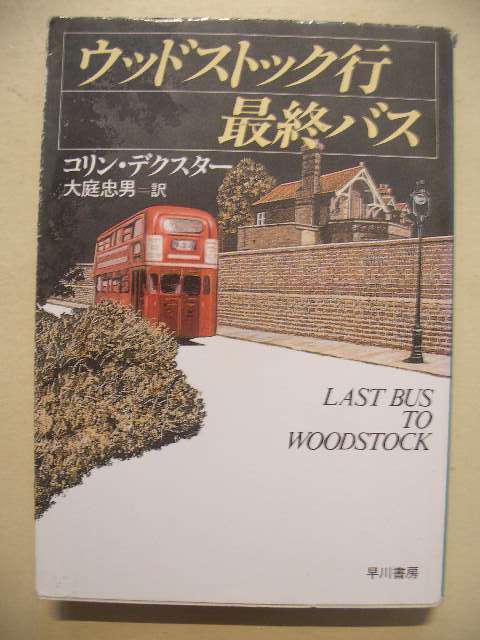 ウッドストック行
最終バス
コリン・デクスター
大庭忠男=訳
LAST BUS
TO
WOODSTOCK
早川書房